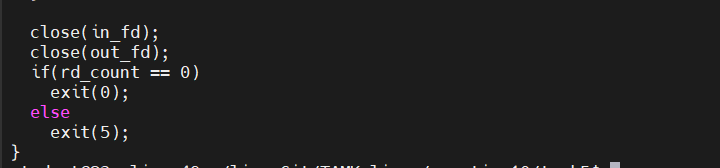 close(in_fd);
close(out_fd);
if(rd_count == 0)
exit(0);
else
exit(5);
}